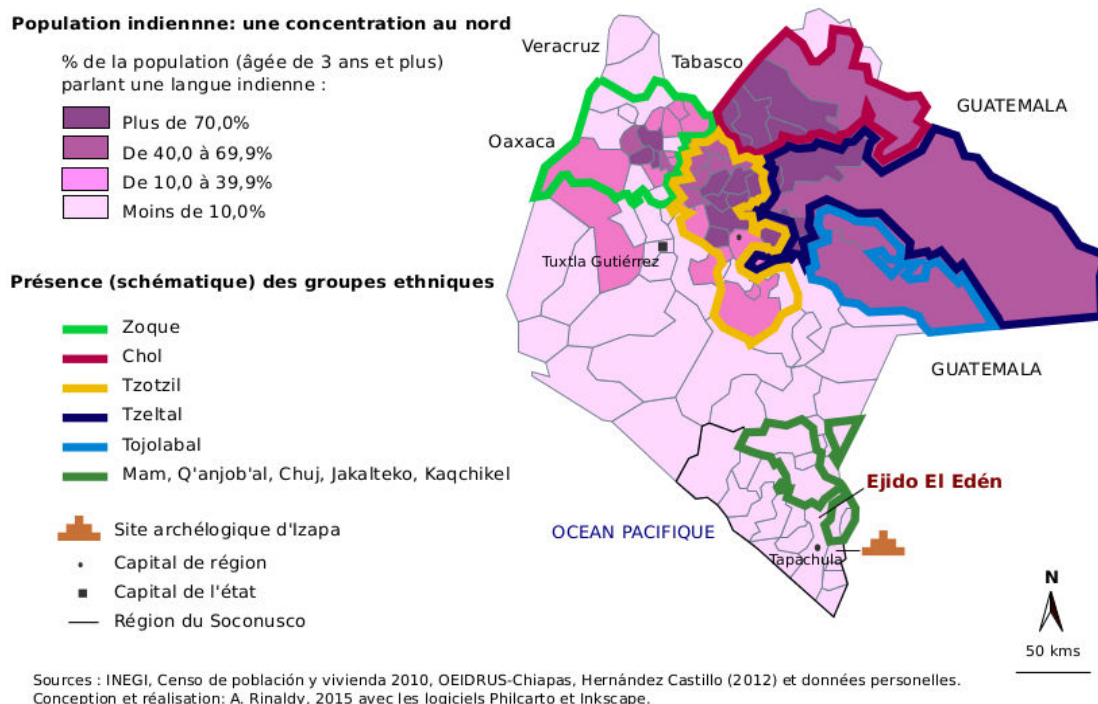 Population indiennne: une concentration au nord
% de la population (âgée de 3 ans et plus)
parlant une langue indienne :
Plus de 70,0%
De 40,0 à 69,9%
De 10,0 à 39,9%
Moins de 10,0%
Présence (schématique) des groupes ethniques
Zoque
Chol
Tzotzil
Tzeltal
Tojolabal
Mam, Q'anjob'al, Chuj, Jakalteko, Kaqchikel
Site archélogique d'Izapa
Capital de région
Capital de l'état
Région du Soconusco
Veracruz
Tabasco
GUATEMALA
Oaxaca
Tuxtla Gutiérrez
GUATEMALA
Ejido El Edén
OCEAN PACIFIQUE
Tapachula
N
50 kms
Sources : INEGI, Censo de población y vivienda 2010, OEIDRUS-Chiapas, Hernández Castillo (2012) et données personelles.
Conception et réalisation: A. Rinaldy, 2015 avec les logiciels Philcarto et Inkscape.